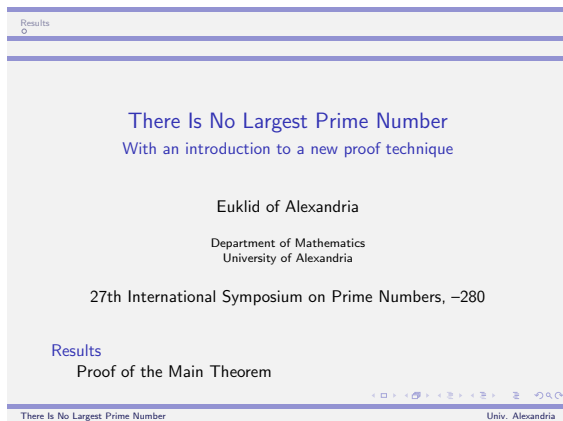 Results
There Is No Largest Prime Number
With an introduction to a new proof technique
Euklid of Alexandria
Department of Mathematics
University of Alexandria
27th International Symposium on Prime Numbers, –280
Results
Proof of the Main Theorem
There Is No Largest Prime Number
Univ. Alexandria